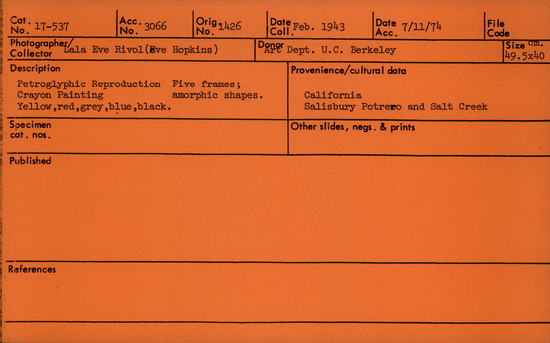 Cat. No. 17-537 Acc. No. 3066 Orig. No. 1426 Date Coll. Feb. 1943 Date Acc. 7/11/74 File Code
Photographer/ Collector Lala Eve Rivol(Eve Hopkins) Donor Art Dept. U.C. Berkeley Size cm. 49.5x40
Description
Petroglyphic Reproduction Five frames;
Crayon Painting amorphic shapes.
Yellow,red,grey,blue,black.
Provenience/cultural data
California
Salisbury Potrero and Salt Creek
Specimen cat. nos.
Other slides, negs. & prints
Published
References